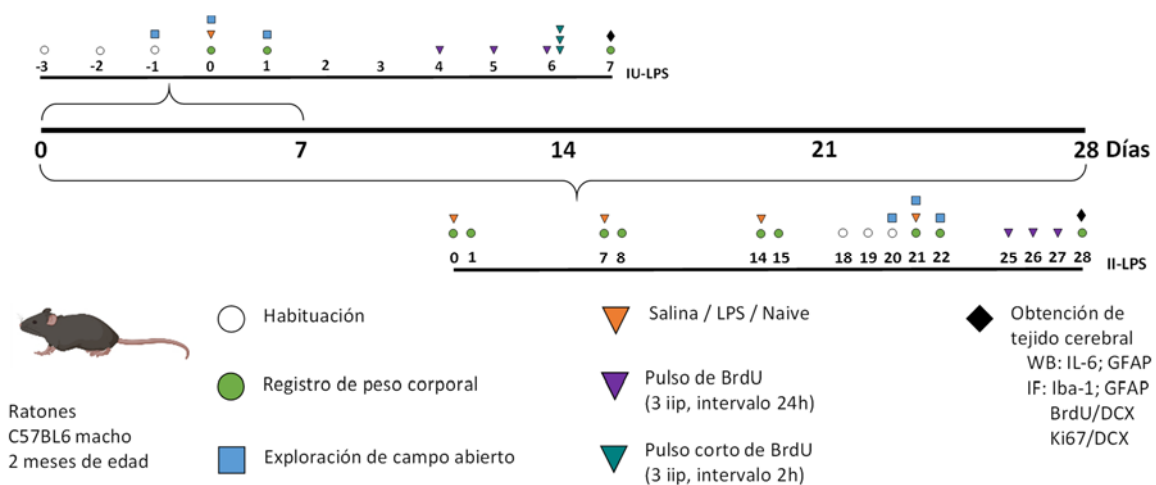 -3 -2 -1 0 1 2 3 4 5 6 7
IU-LPS
0 7 14 21 28 Días
0 1 7 8 14 15 18 19 20 21 22 25 26 27 28
II-LPS
Habituación
Registro de peso corporal
Exploración de campo abierto
Salina / LPS / Naive
Pulso de BrdU
(3 iip, intervalo 24h)
Pulso corto de BrdU
(3 iip, intervalo 2h)
Obtención de
tejido cerebral
WB: IL-6; GFAP
IF: Iba-1; GFAP
BrdU/DCX
Ki67/DCX
Ratones
C57BL6 macho
2 meses de edad